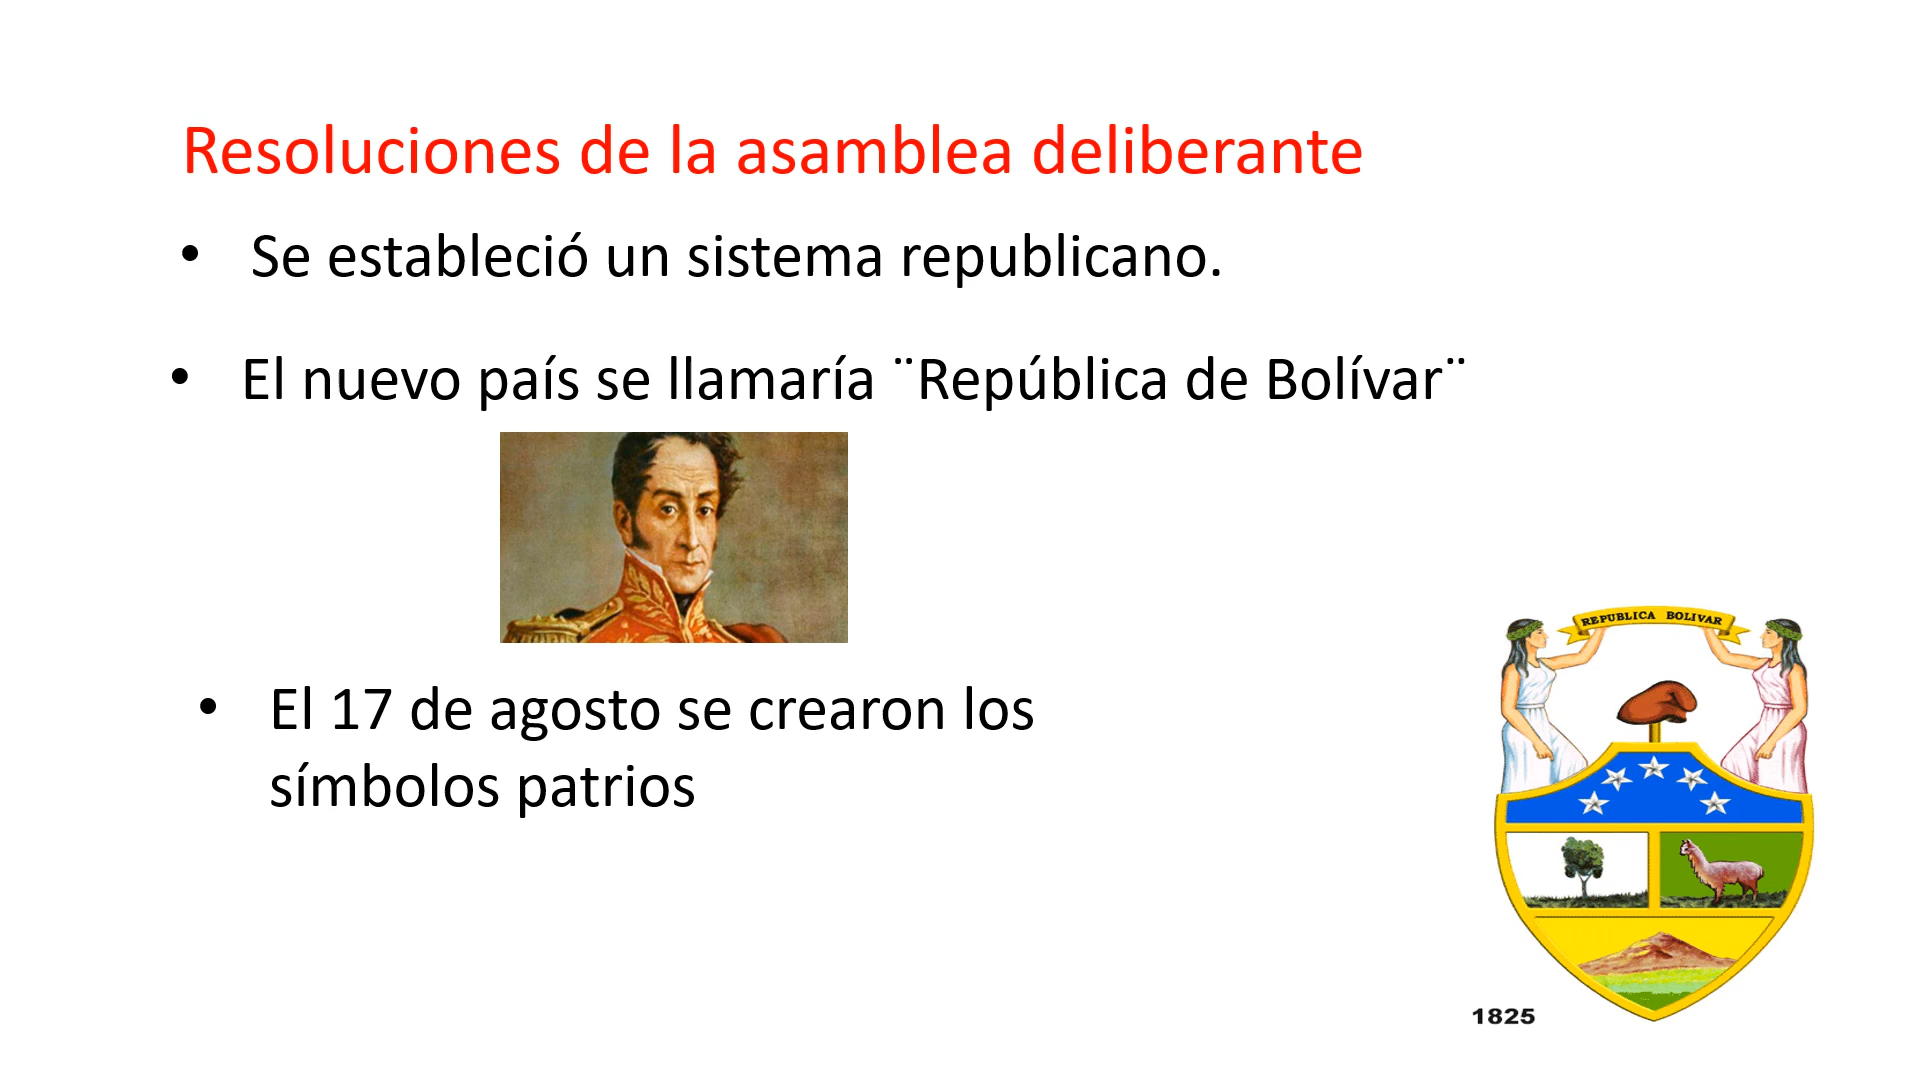 Resoluciones de la asamblea deliberante
• Se estableció un sistema republicano.
• El nuevo país se llamaría ¨República de Bolívar¨
REPUBLICA BOLIVAR
• El 17 de agosto se crearon los
símbolos patrios
1825